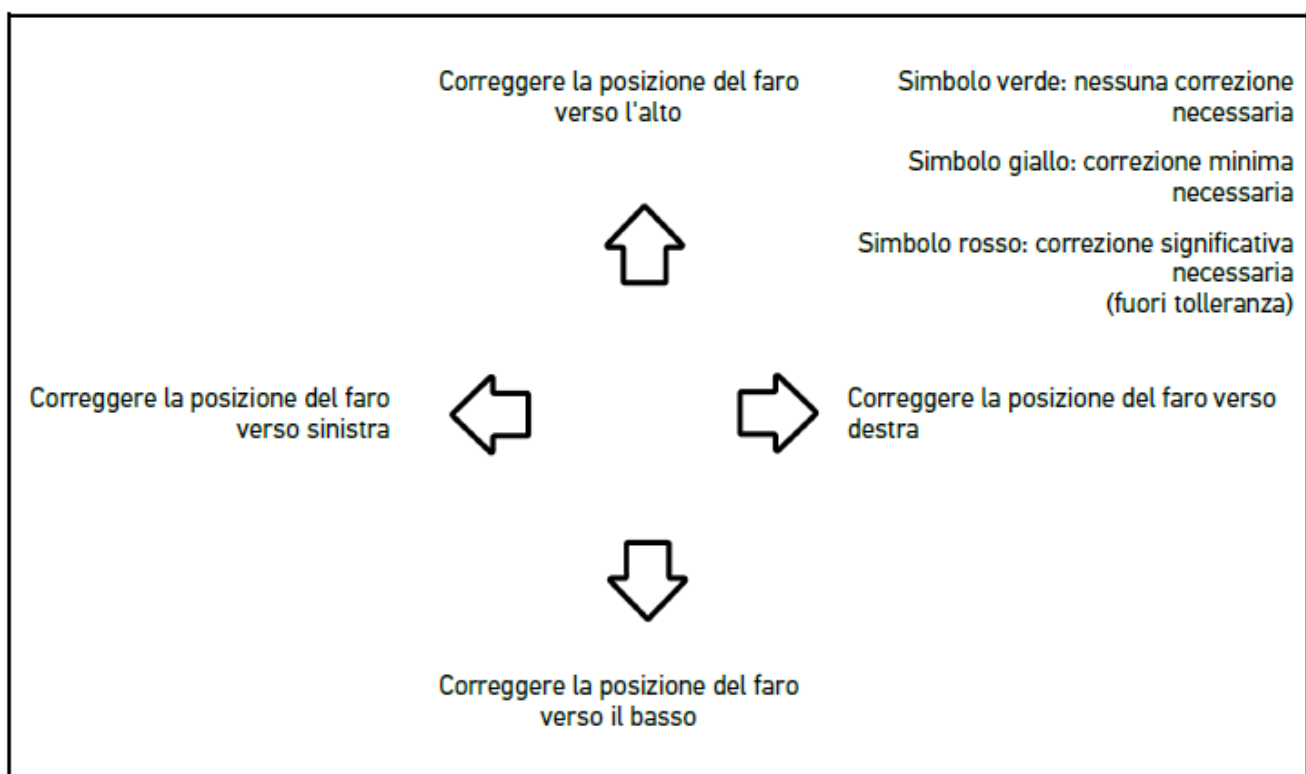 Correggere la posizione del faro
verso l'alto
Simbolo verde: nessuna correzione
necessaria
Simbolo giallo: correzione minima
necessaria
Simbolo rosso: correzione significativa
necessaria
(fuori tolleranza)
Correggere la posizione del faro
verso sinistra
Correggere la posizione del faro verso
destra
Correggere la posizione del faro
verso il basso